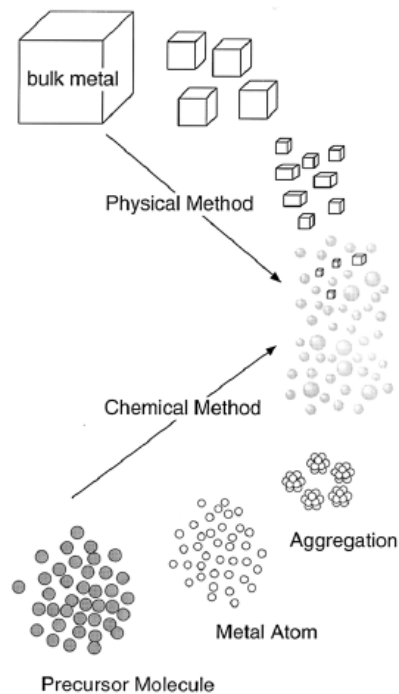 bulk metal
Physical Method
Chemical Method
Aggregation
Metal Atom
Precursor Molecule